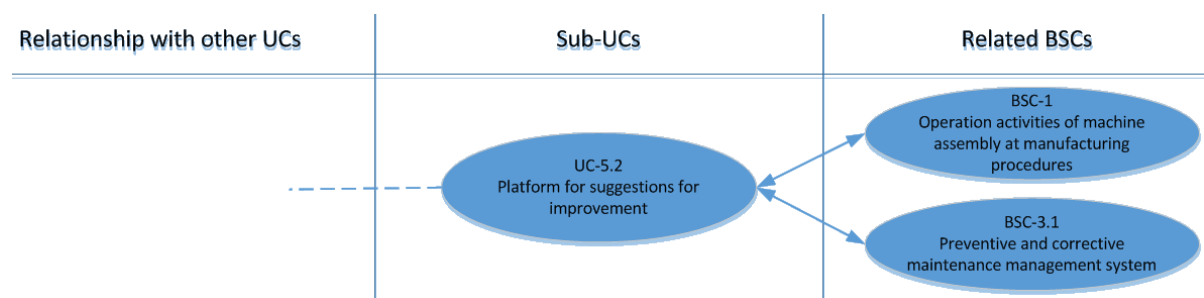 Relationship with other UCs
Sub-UCs
Related BSCs
UC-5.2
Platform for suggestions for
improvement
BSC-1
Operation activities of machine
assembly at manufacturing
procedures
BSC-3.1
Preventive and corrective
maintenance management system